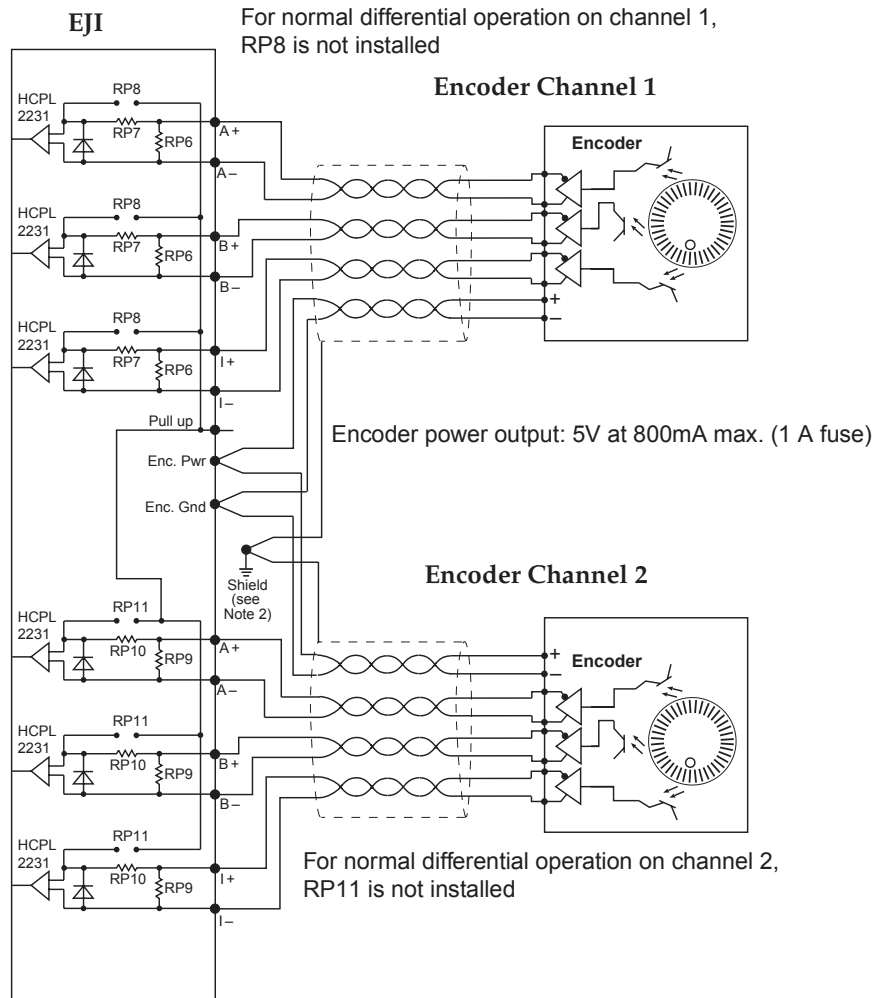 EJI
For normal differential operation on channel 1,
RP8 is not installed
Encoder Channel 1
HCPL
2231
RP8
RP7
RP6
A+
A–
Encoder
HCPL
2231
RP8
RP7
RP6
B+
B–
+
–
HCPL
2231
RP8
RP7
RP6
I+
I–
Pull up
Enc. Pwr
Enc. Gnd
Encoder power output: 5V at 800mA max. (1 A fuse)
Shield
(see
Note 2)
Encoder Channel 2
HCPL
2231
RP11
RP10
RP9
A+
A–
+
–
Encoder
HCPL
2231
RP11
RP10
RP9
B+
B–
HCPL
2231
RP11
RP10
RP9
I+
I–
For normal differential operation on channel 2,
RP11 is not installed